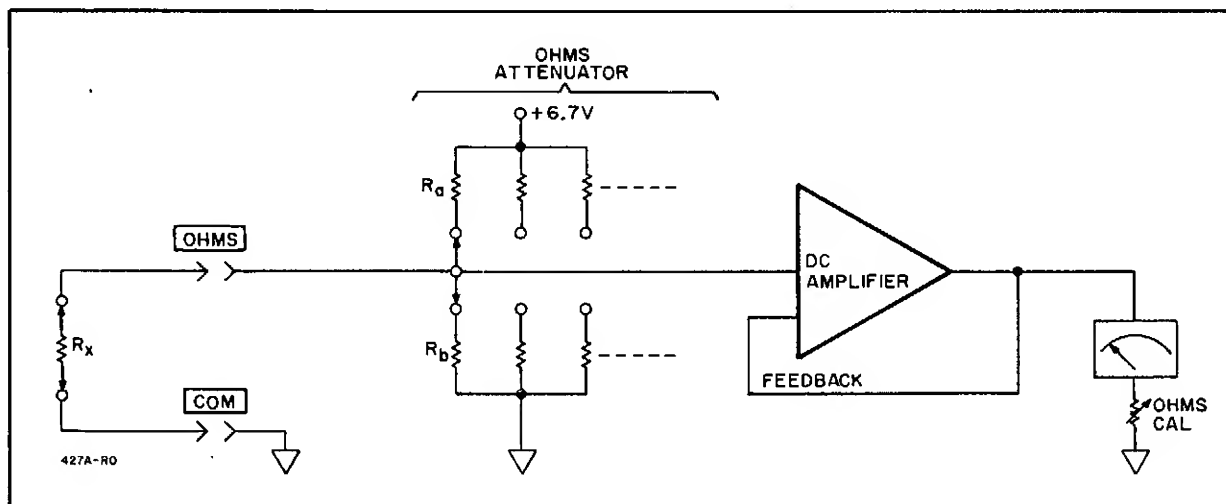 OHMS
ATTENUATOR
+6.7V
Ra
OHMS
DC
AMPLIFIER
Rx
Rb
FEEDBACK
COM
OHMS
CAL
427A-RO